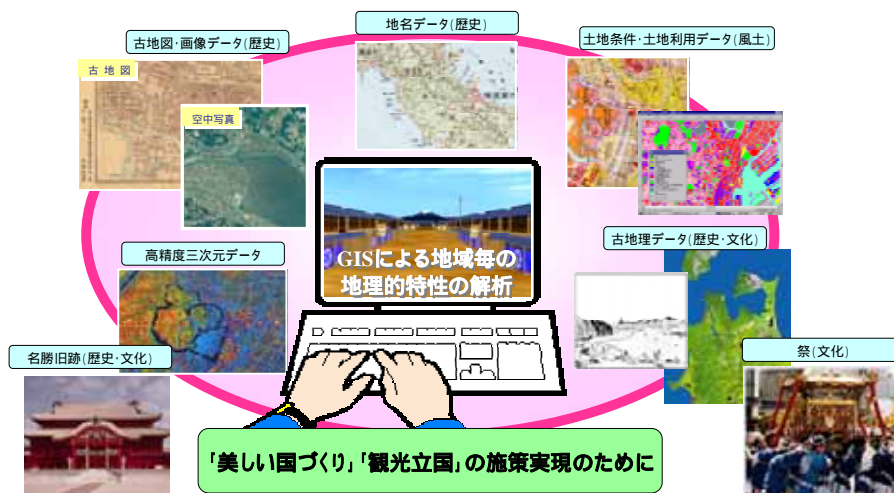 地名データ(歴史)
古地図・画像データ(歴史)
土地条件・土地利用データ(風土)
古 地 図
空中写真
高精度三次元データ
GISによる地域毎の
地理的特性の解析
古地理データ(歴史・文化)
名勝旧跡(歴史・文化)
祭(文化)
「美しい国づくり」「観光立国」の施策実現のために